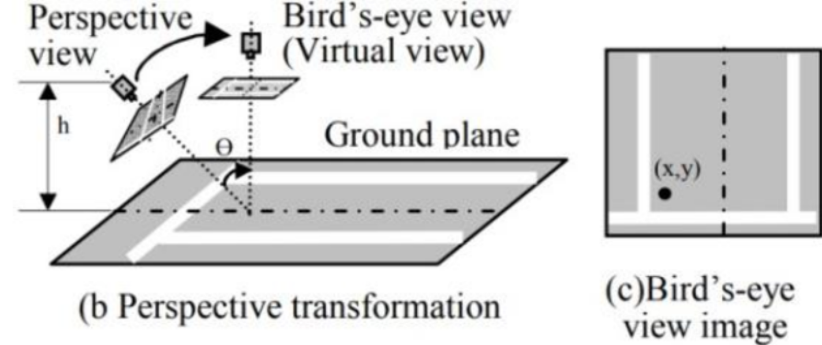 Perspective
view
Bird's-eye view
(Virtual view)
h
Θ
Ground plane
(x,y)
(b Perspective transformation
(c)Bird's-eye
view image